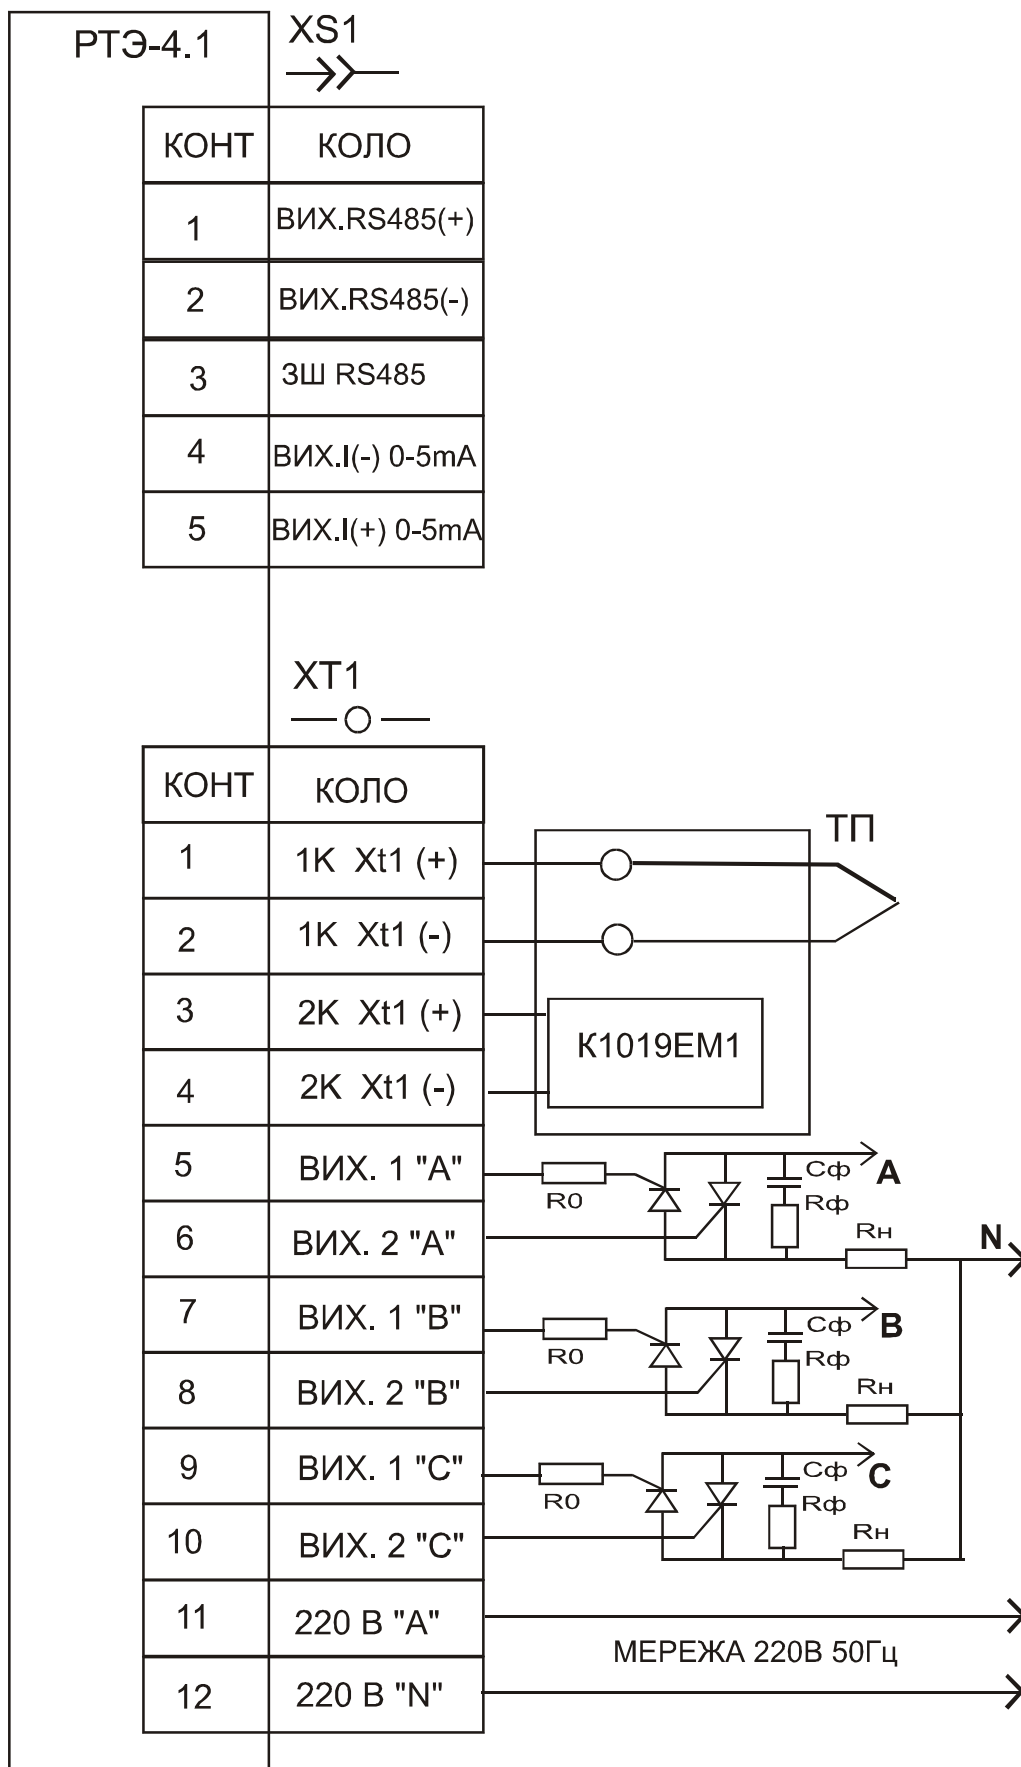 РТЭ-4.1
XS1
КОНТ КОЛО
1 ВИХ.RS485(+)
2 ВИХ.RS485(-)
3 ЗШ RS485
4 ВИХ.I(-) 0-5mA
5 ВИХ.I(+) 0-5mA
XT1
КОНТ КОЛО
ТП
1 1K Xt1 (+)
2 1K Xt1 (-)
3 2K Xt1 (+)
К1019ЕМ1
4 2K Xt1 (-)
5 ВИХ. 1 "А" R0 Сф А
Rф
6 ВИХ. 2 "А" Rн N
7 ВИХ. 1 "В" R0 Сф В
Rф
8 ВИХ. 2 "В" Rн
9 ВИХ. 1 "С" R0 Сф С
Rф
10 ВИХ. 2 "С" Rн
11 220 В "А"
МЕРЕЖА 220В 50Гц
12 220 В "N"